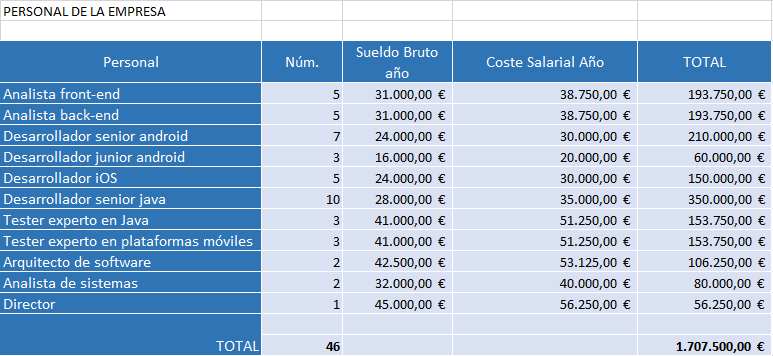 PERSONAL DE LA EMPRESA
Personal Núm. Sueldo Bruto año Coste Salarial Año TOTAL
Analista front-end 5 31.000,00 € 38.750,00 € 193.750,00 €
Analista back-end 5 31.000,00 € 38.750,00 € 193.750,00 €
Desarrollador senior android 7 24.000,00 € 30.000,00 € 210.000,00 €
Desarrollador junior android 3 16.000,00 € 20.000,00 € 60.000,00 €
Desarrollador iOS 5 24.000,00 € 30.000,00 € 150.000,00 €
Desarrollador senior java 10 28.000,00 € 35.000,00 € 350.000,00 €
Tester experto en Java 3 41.000,00 € 51.250,00 € 153.750,00 €
Tester experto en plataformas móviles 3 41.000,00 € 51.250,00 € 153.750,00 €
Arquitecto de software 2 42.500,00 € 53.125,00 € 106.250,00 €
Analista de sistemas 2 32.000,00 € 40.000,00 € 80.000,00 €
Director 1 45.000,00 € 56.250,00 € 56.250,00 €
TOTAL 46 1.707.500,00 €